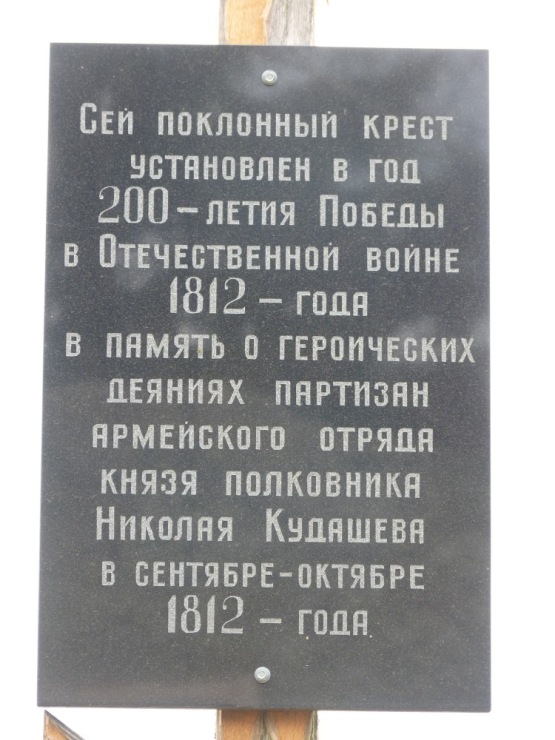 Сей поклонный крест
установлен в год
200 – летия Победы
в Отечественной войне
1812 – года
в память о героических
деяниях партизан
армейского отряда
князя полковника
Николая Кудашева
в сентябре-октябре
1812 – года.